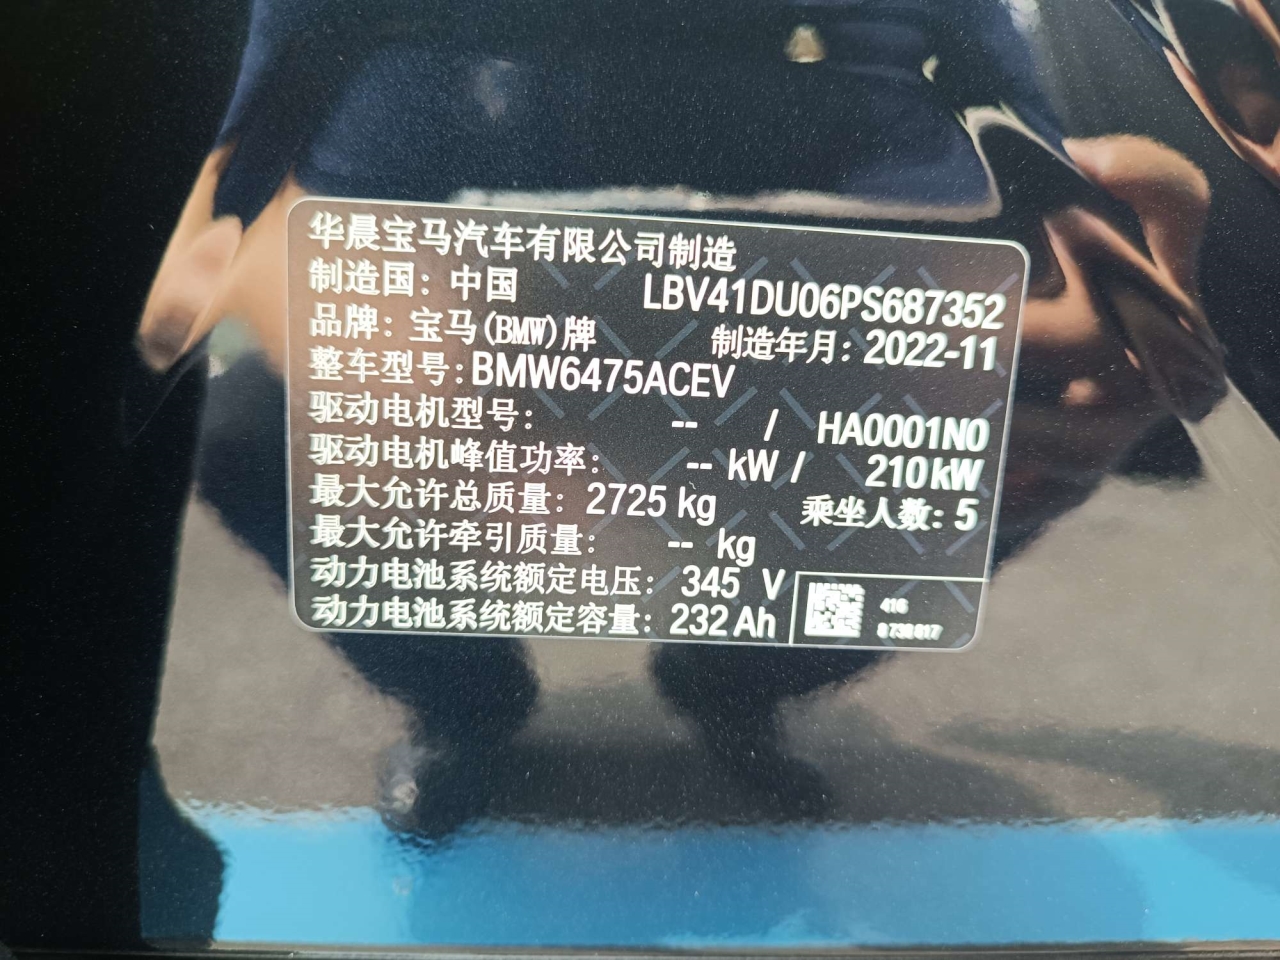 华晨宝马汽车有限公司制造
制造国：中国 LBV41DU06PS687352
品牌：宝马(BMW)牌 制造年月：2022-11
整车型号：BMW6475ACEV
驱动电机型号： -- / HA0001N0
驱动电机峰值功率： -- kW / 210kW
最大允许总质量：2725 kg 乘坐人数：5
最大允许牵引质量： -- kg
动力电池系统额定电压：345 V
动力电池系统额定容量：232Ah
416